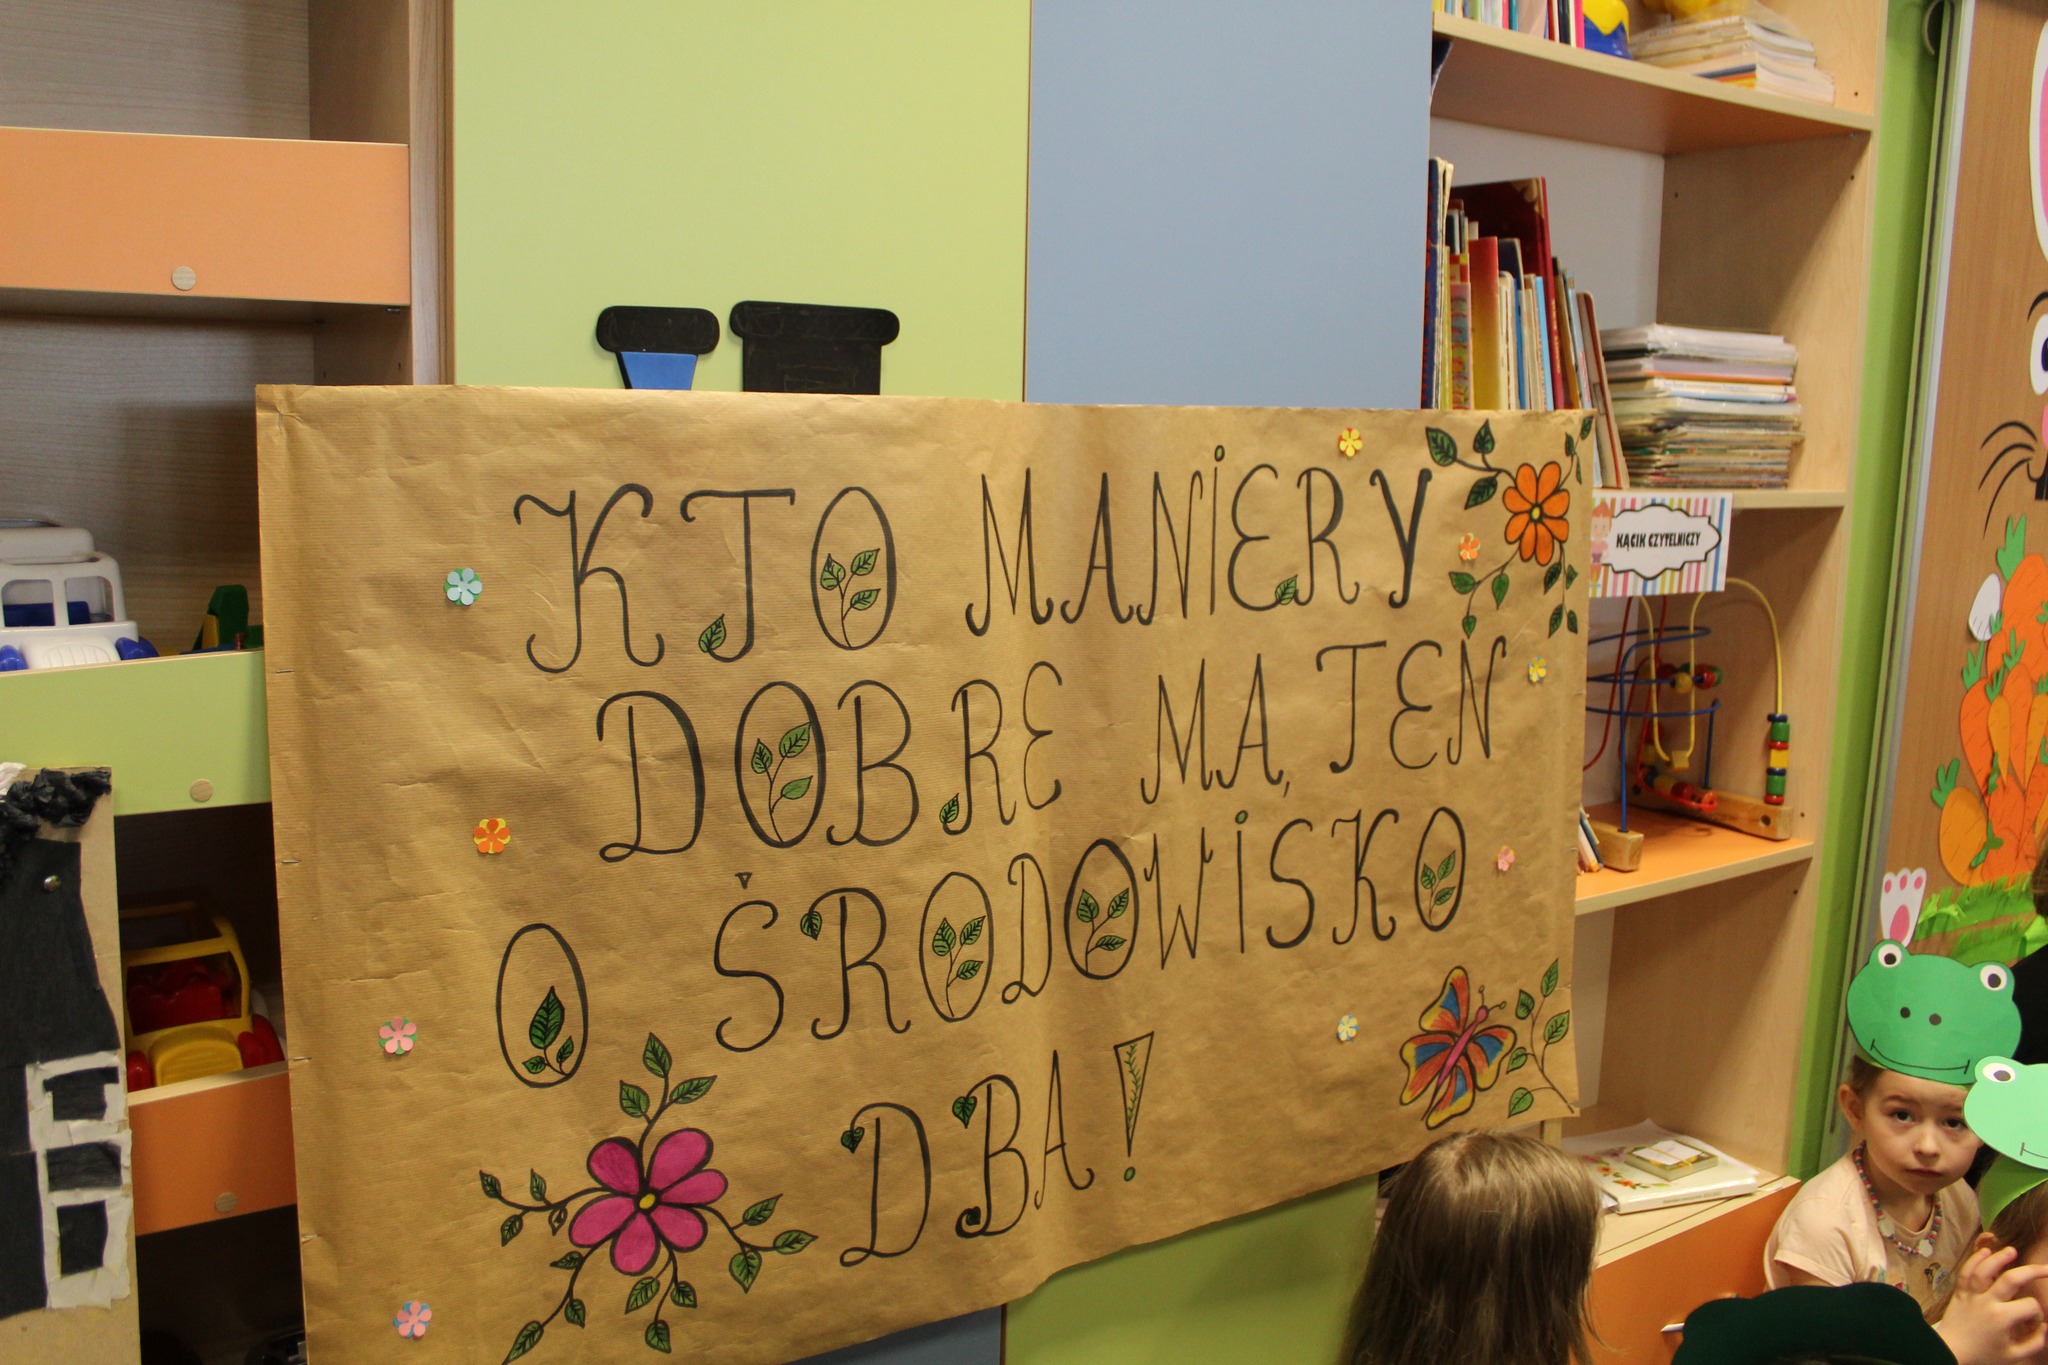 KTO MANIERY
DOBRE MA, TEN
O ŚRODOWISKO
DBA!
KĄCIK CZYTELNICZY